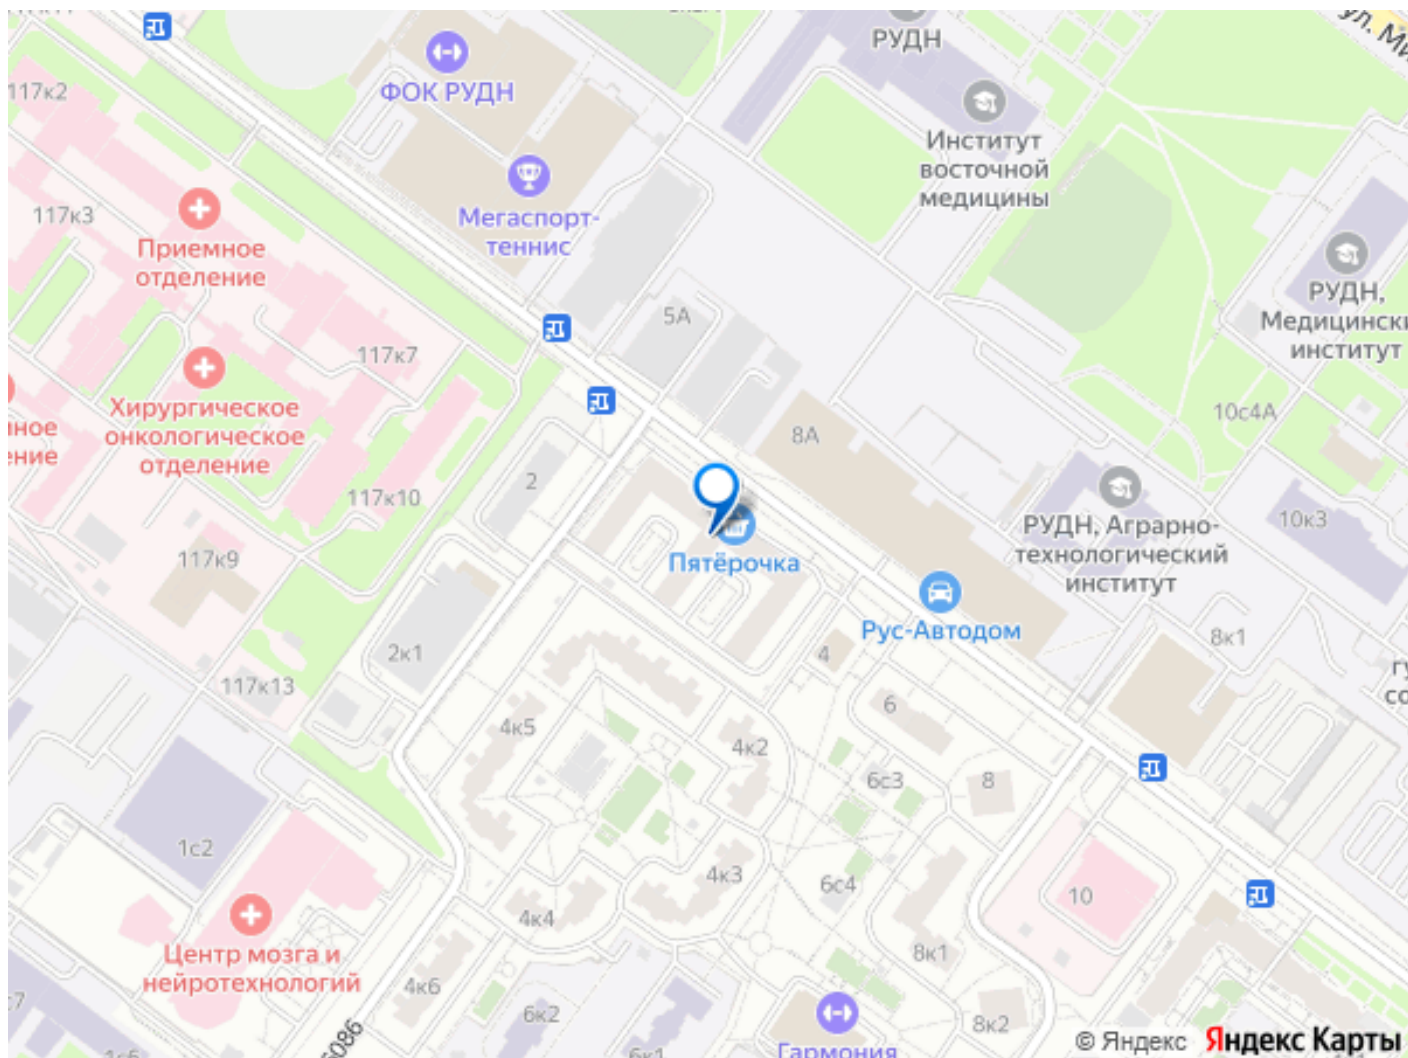 РУДН
ФОК РУДН
117к2
Институт
восточной
медицины
Мегаспорт-
теннис
117к3
Приемное
отделение
РУДН,
Медицински
институт
5А
117к7
Хирургическое
онкологическое
отделение
ное
ение
10с4А
8А
2
117к10
РУДН, Аграрно-
технологический
институт
10к3
117к9
Пятёрочка
Рус-Автодом
8к1
2к1
4
117к13
6
4к5
4к2
6с3
8
1с2
4к3
6с4
10
4к4
Центр мозга и
нейротехнологий
8к1
4к6
6к2
8к2
Гармония
6к1
© Яндекс Яндекс Карты